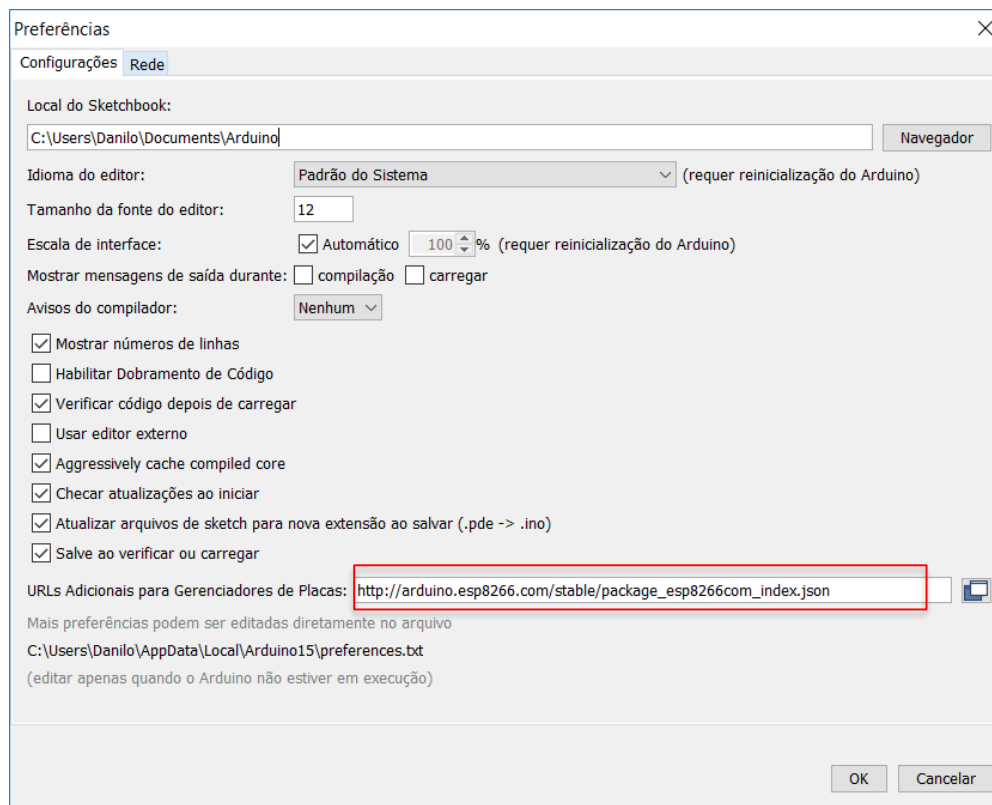 Preferências
Configurações Rede
Local do Sketchbook:
C:\Users\Danilo\Documents\Arduino Navegador
Idioma do editor: Padrão do Sistema (requer reinicialização do Arduino)
Tamanho da fonte do editor: 12
Escala de interface: Automático 100 % (requer reinicialização do Arduino)
Mostrar mensagens de saída durante: compilação carregar
Avisos do compilador: Nenhum
Mostrar números de linhas
Habilitar Dobramento de Código
Verificar código depois de carregar
Usar editor externo
Aggressively cache compiled core
Checar atualizações ao iniciar
Atualizar arquivos de sketch para nova extensão ao salvar (.pde -> .ino)
Salve ao verificar ou carregar
URLs Adicionais para Gerenciadores de Placas: http://arduino.esp8266.com/stable/package_esp8266com_index.json
Mais preferências podem ser editadas diretamente no arquivo
C:\Users\Danilo\AppData\Local\Arduino15\preferences.txt
(editar apenas quando o Arduino não estiver em execução)
OK Cancelar